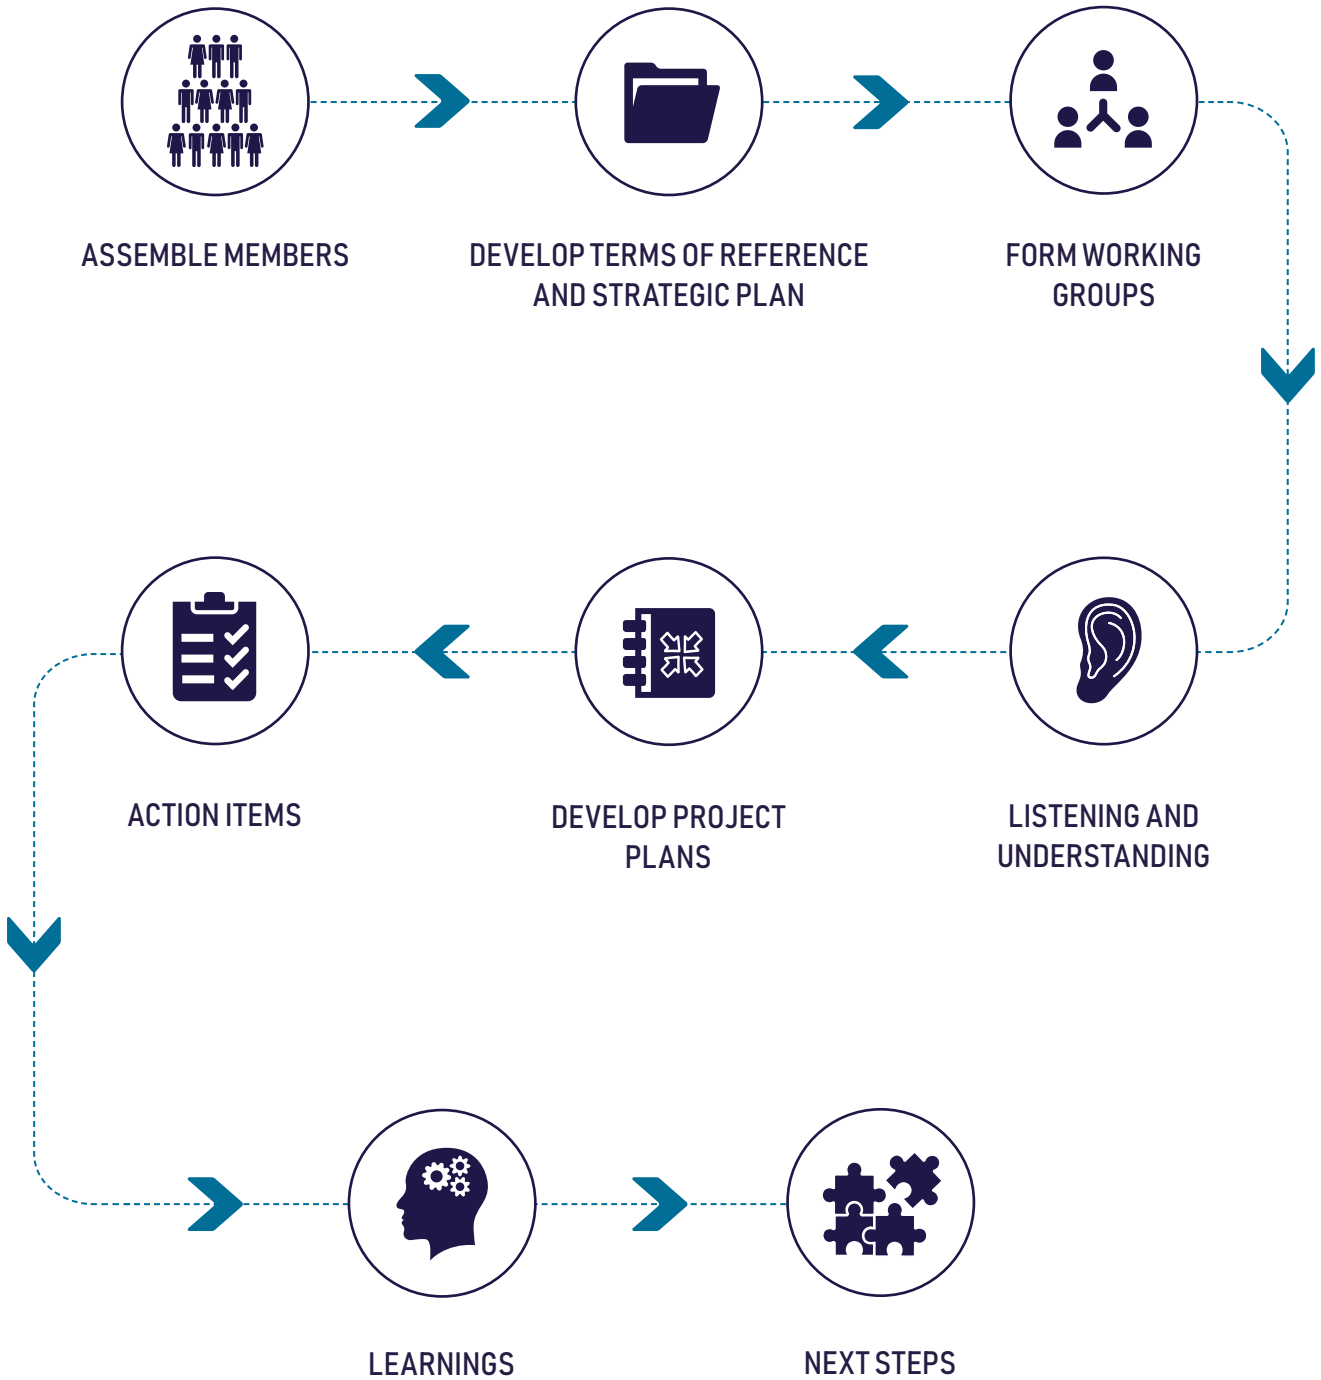 ASSEMBLE MEMBERS
DEVELOP TERMS OF REFERENCE
AND STRATEGIC PLAN
FORM WORKING
GROUPS
LISTENING AND
UNDERSTANDING
DEVELOP PROJECT
PLANS
ACTION ITEMS
LEARNINGS
NEXT STEPS